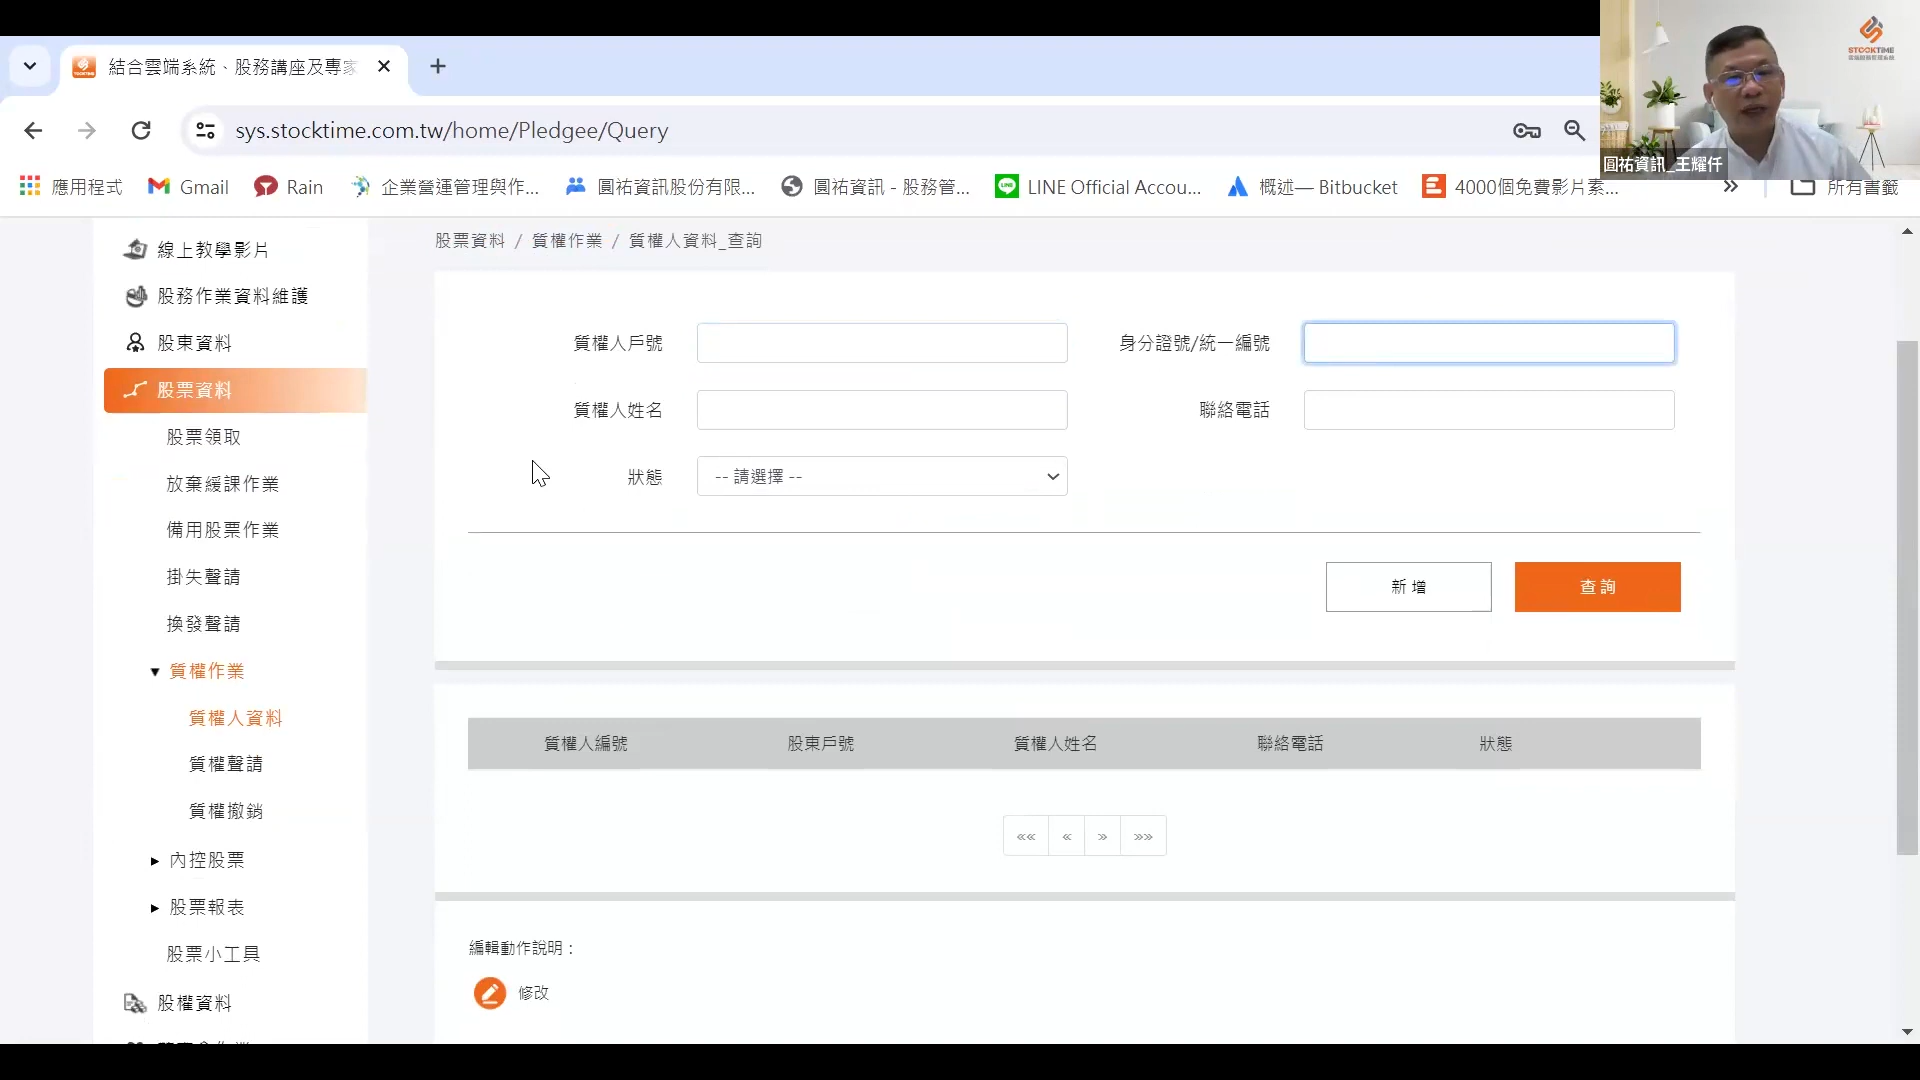 結合雲端系統、股務講座及專家
sys.stocktime.com.tw/home/Pledgee/Query
STOCKTIME
圓祐資訊_王耀仟
應用程式
Gmail
Rain
企業營運管理與作...
圓祐資訊股份有限...
圓祐資訊 - 股務管...
LINE Official Accou...
概述— Bitbucket
4000個免費影片素...
所有書籤
線上教學影片
股務作業資料維護
股東資料
股票資料
股票領取
放棄緩課作業
備用股票作業
掛失聲請
換發聲請
質權作業
質權人資料
質權聲請
質權撤銷
內控股票
股票報表
股票小工具
股權資料
股票資料 / 質權作業 / 質權人資料_查詢
質權人戶號
身分證號/統一編號
質權人姓名
聯絡電話
狀態
-- 請選擇 --
新增
查詢
質權人編號
股東戶號
質權人姓名
聯絡電話
狀態
«« « » »»
編輯動作說明：
修改